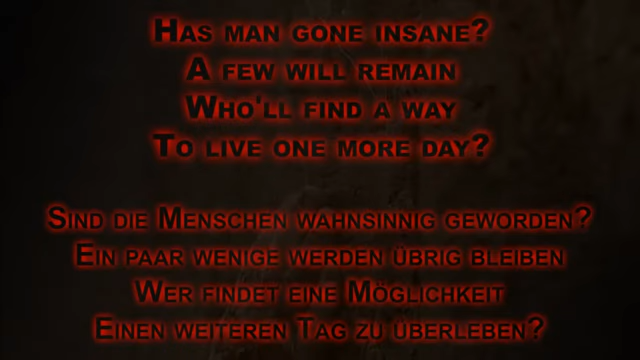 Has man gone insane?
A few will remain
Who'll find a way
To live one more day?
Sind die Menschen wahnsinnig geworden?
Ein paar wenige werden übrig bleiben
Wer findet eine Möglichkeit
Einen weiteren Tag zu überleben?